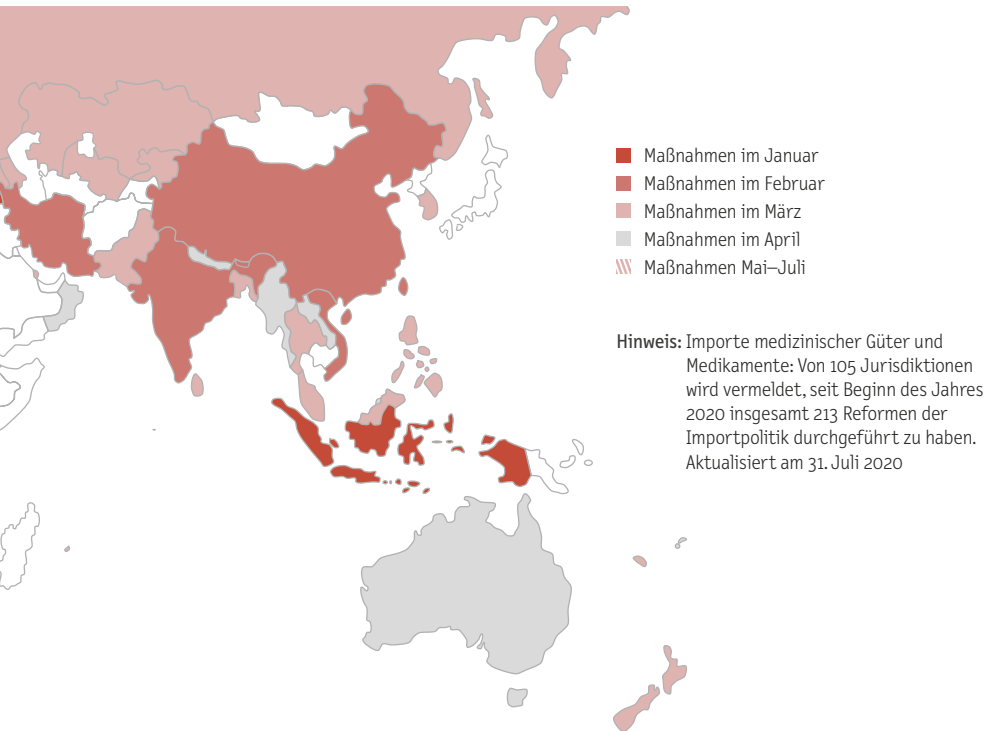 Maßnahmen im Januar
Maßnahmen im Februar
Maßnahmen im März
Maßnahmen im April
Maßnahmen Mai–Juli
Hinweis: Importe medizinischer Güter und
Medikamente: Von 105 Jurisdiktionen
wird vermeldet, seit Beginn des Jahres
2020 insgesamt 213 Reformen der
Importpolitik durchgeführt zu haben.
Aktualisiert am 31. Juli 2020